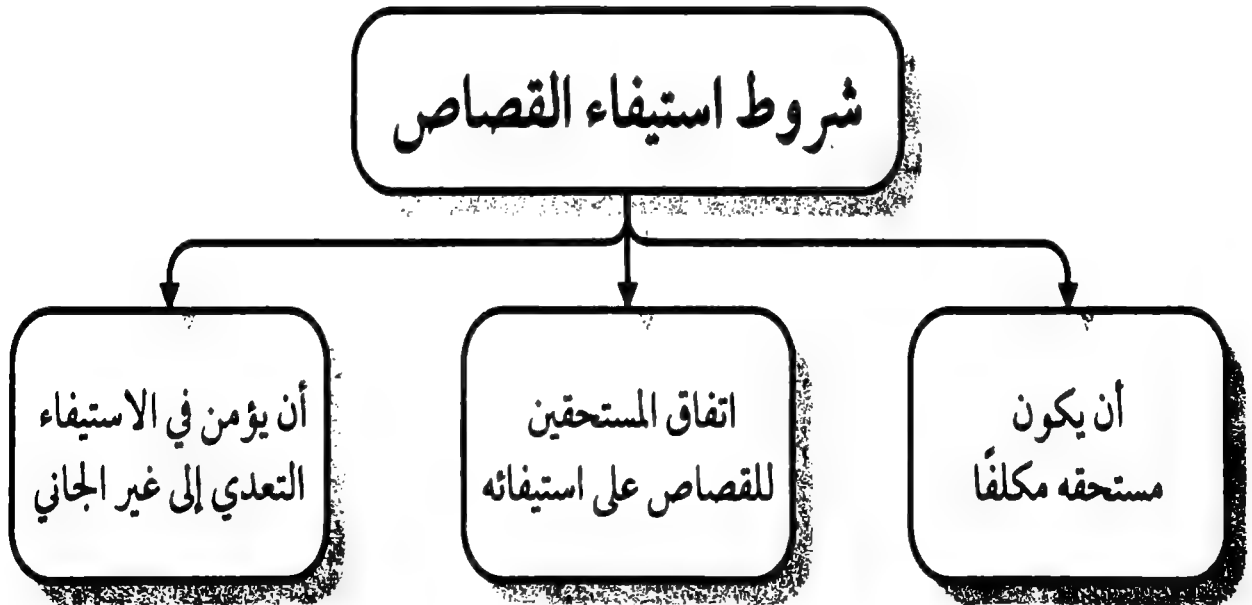 شروط استيفاء القصاص
أن يكون
مستحقه مكلفًا
اتفاق المستحقين
للقصاص على استيفائه
أن يؤمن في الاستيفاء
التعدي إلى غير الجاني